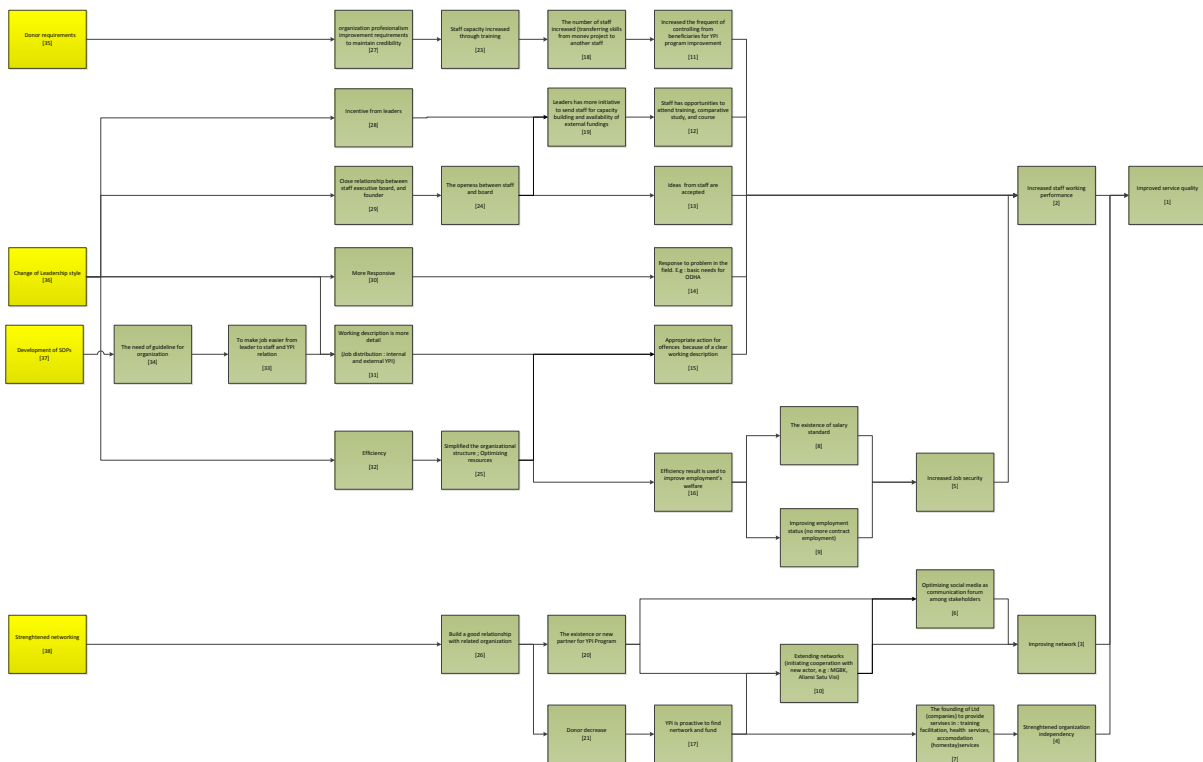 Donor requirements
[35]
organization profesionalism
improvement requirements
to maintain credibility
[27]
Staff capacity increased
through training
[23]
The number of staff
increased (transferring skills
from monev project to
another staff
[18]
Increased the frequent of
controlling from
beneficiaries for YPI
program improvement
[11]
Incentive from leaders
[28]
Leaders has more initiative
to send staff for capacity
building and availability of
external fundings
[19]
Staff has opportunities to
attend training, comparative
study, and course
[12]
Close relationship between
staff executive board, and
founder
[29]
The openess between staff
and board
[24]
Ideas from staff are
accepted
[13]
Increased staff working
performance
[2]
Improved service quality
[1]
Change of Leadership style
[36]
More Responsive
[30]
Response to problem in the
field. E.g : basic needs for
ODHA
[14]
Development of SOPs
[37]
The need of guideline for
organization
[34]
To make job easier from
leader to staff and YPI
relation
[33]
Working description is more
detail
(Job distribution : internal
and external YPI)
[31]
Appropriate action for
offences because of a clear
working description
[15]
Efficiency
[32]
Simplified the organizational
structure ; Optimizing
resources
[25]
Efficiency result is used to
improve employment's
welfare
[16]
The existence of salary
standard
[8]
Improving employment
status (no more contract
employment)
[9]
Increased Job security
[5]
Strenghtened networking
[38]
Build a good relationship
with related organization
[26]
The existence or new
partner for YPI Program
[20]
Extending networks
(initiating cooperation with
new actor, e.g : MGBK,
Aliansi Satu Visi)
[10]
Optimizing social media as
communication forum
among stakeholders
[6]
Improving network [3]
Donor decrease
[21]
YPI is proactive to find
nertwork and fund
[17]
The founding of Ltd
(companies) to provide
servises in : training
facilitation, health services,
accomodation
(homestay)services
[7]
Strenghtened organization
independency
[4]